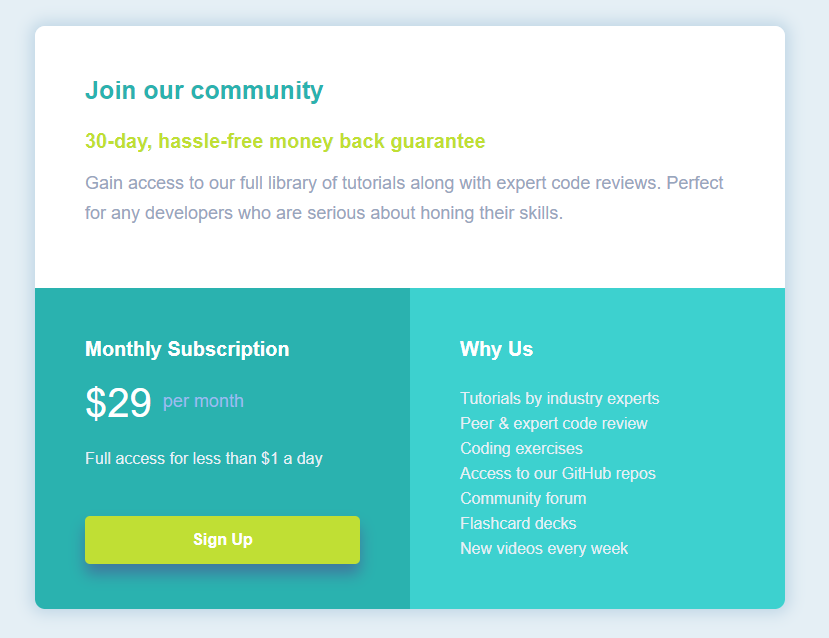 Join our community
30-day, hassle-free money back guarantee
Gain access to our full library of tutorials along with expert code reviews. Perfect
for any developers who are serious about honing their skills.
Monthly Subscription
$29 per month
Full access for less than $1 a day
Sign Up
Why Us
Tutorials by industry experts
Peer & expert code review
Coding exercises
Access to our GitHub repos
Community forum
Flashcard decks
New videos every week